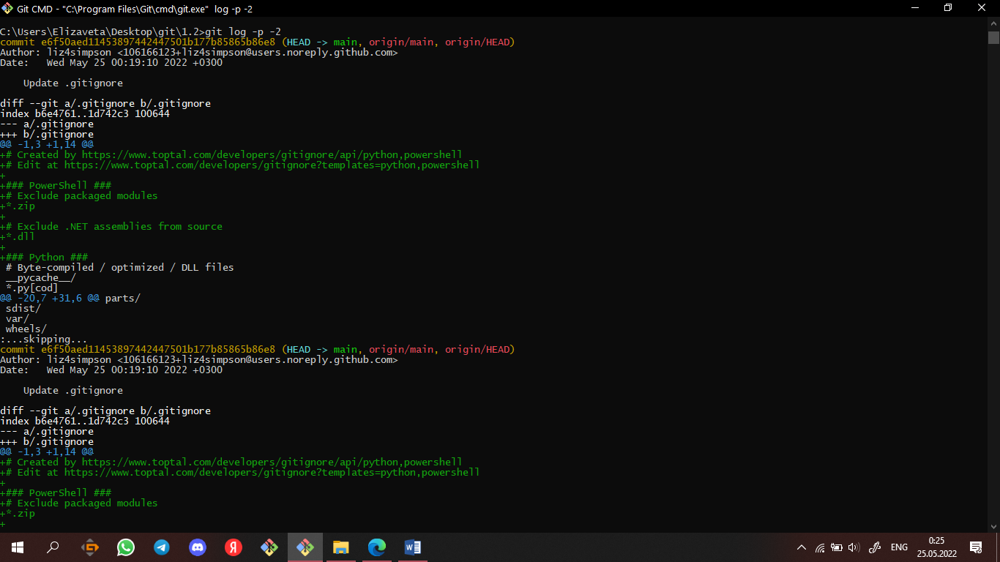 Git CMD - "C:\Program Files\Git\cmd\git.exe"  log -p -2
C:\Users\Elizaveta\Desktop\git\1.2>git log -p -2
commit e6f50aed11453897442447501b177b85865b86e8 (HEAD -> main, origin/main, origin/HEAD)
Author: liz4simpson <106166123+liz4simpson@users.noreply.github.com>
Date:   Wed May 25 00:19:10 2022 +0300
    Update .gitignore
diff --git a/.gitignore b/.gitignore
index b6e4761..1d742c3 100644
--- a/.gitignore
+++ b/.gitignore
@@ -1,3 +1,14 @@
+# Created by https://www.toptal.com/developers/gitignore/api/python,powershell
+# Edit at https://www.toptal.com/developers/gitignore?templates=python,powershell
+
+### PowerShell ###
+# Exclude packaged modules
+*.zip
+
+# Exclude .NET assemblies from source
+*.dll
+
+### Python ###
 # Byte-compiled / optimized / DLL files
 __pycache__/
 *.py[cod]
@@ -20,7 +31,6 @@ parts/
 sdist/
 var/
 wheels/
:...skipping...
commit e6f50aed11453897442447501b177b85865b86e8 (HEAD -> main, origin/main, origin/HEAD)
Author: liz4simpson <106166123+liz4simpson@users.noreply.github.com>
Date:   Wed May 25 00:19:10 2022 +0300
    Update .gitignore
diff --git a/.gitignore b/.gitignore
index b6e4761..1d742c3 100644
--- a/.gitignore
+++ b/.gitignore
@@ -1,3 +1,14 @@
+# Created by https://www.toptal.com/developers/gitignore/api/python,powershell
+# Edit at https://www.toptal.com/developers/gitignore?templates=python,powershell
+
+### PowerShell ###
+# Exclude packaged modules
+*.zip
+
Я
W
ENG
0:25
25.05.2022